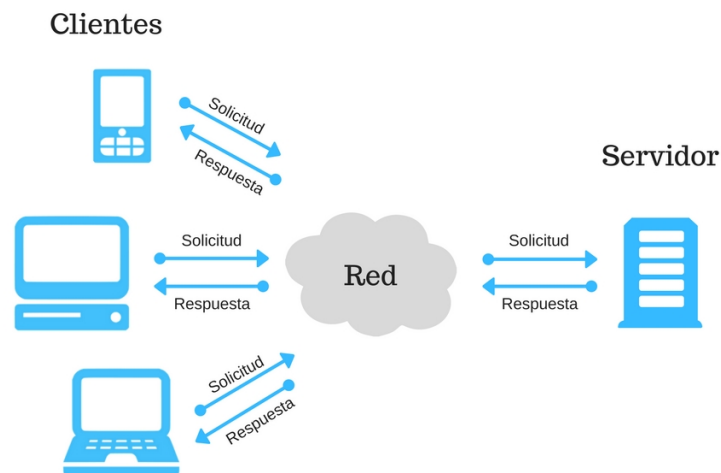 Clientes
Solicitud
Respuesta
Servidor
Solicitud
Respuesta
Red
Solicitud
Respuesta
Solicitud
Respuesta